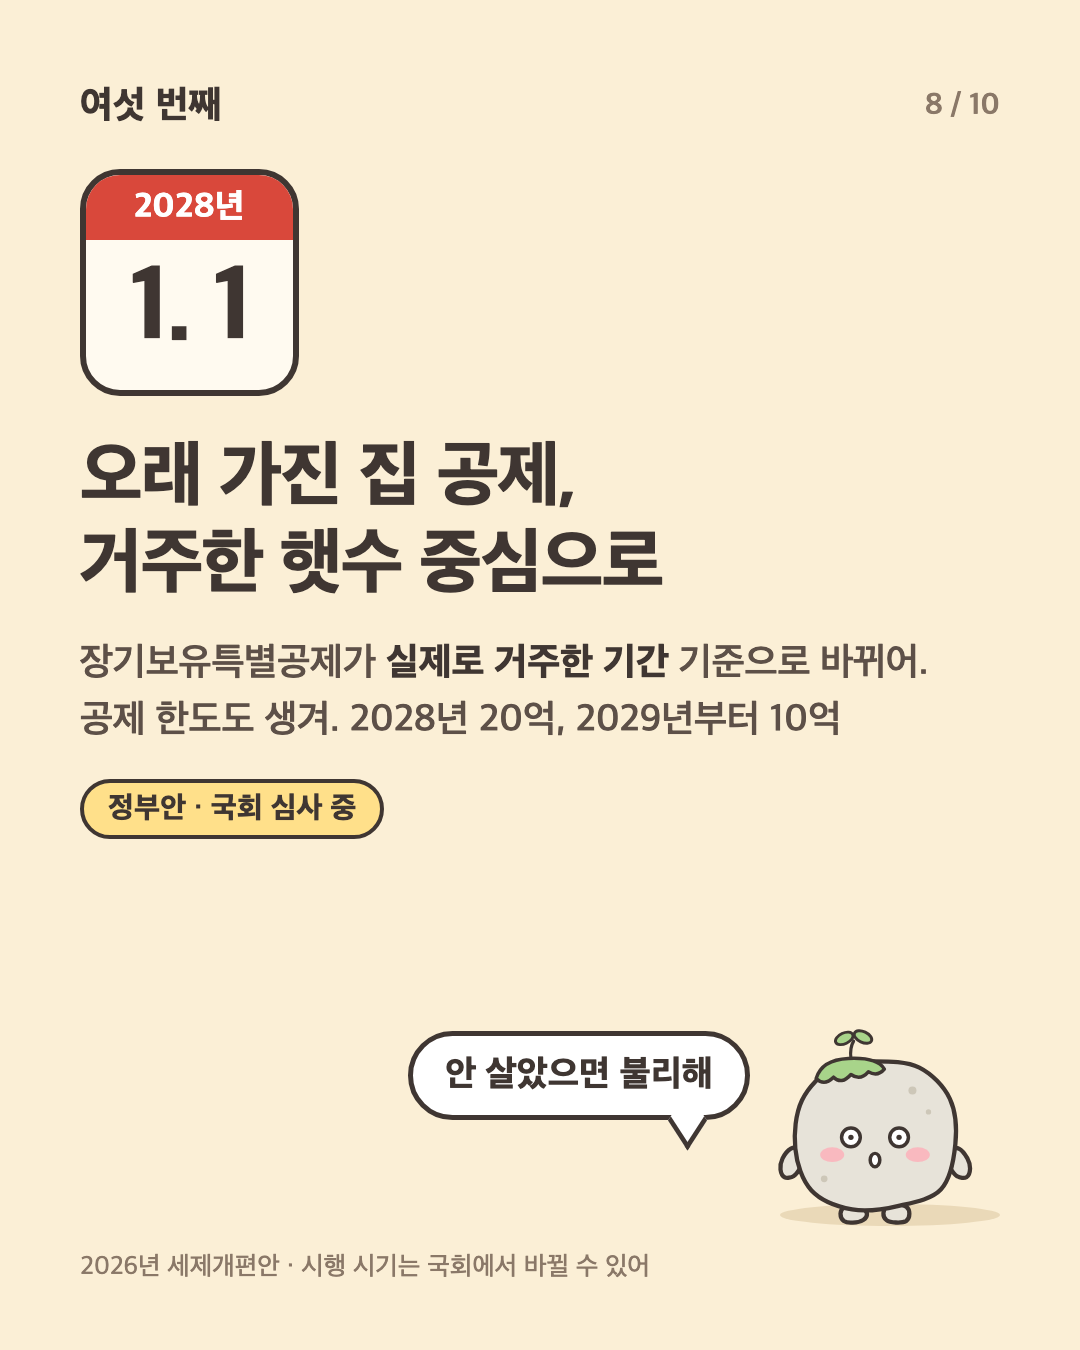 여섯 번째
8 / 10
2028년
1. 1
오래 가진 집 공제,
거주한 햇수 중심으로
장기보유특별공제가 실제로 거주한 기간 기준으로 바뀌어.
공제 한도도 생겨. 2028년 20억, 2029년부터 10억
정부안 · 국회 심사 중
안 살았으면 불리해
2026년 세제개편안 · 시행 시기는 국회에서 바뀔 수 있어